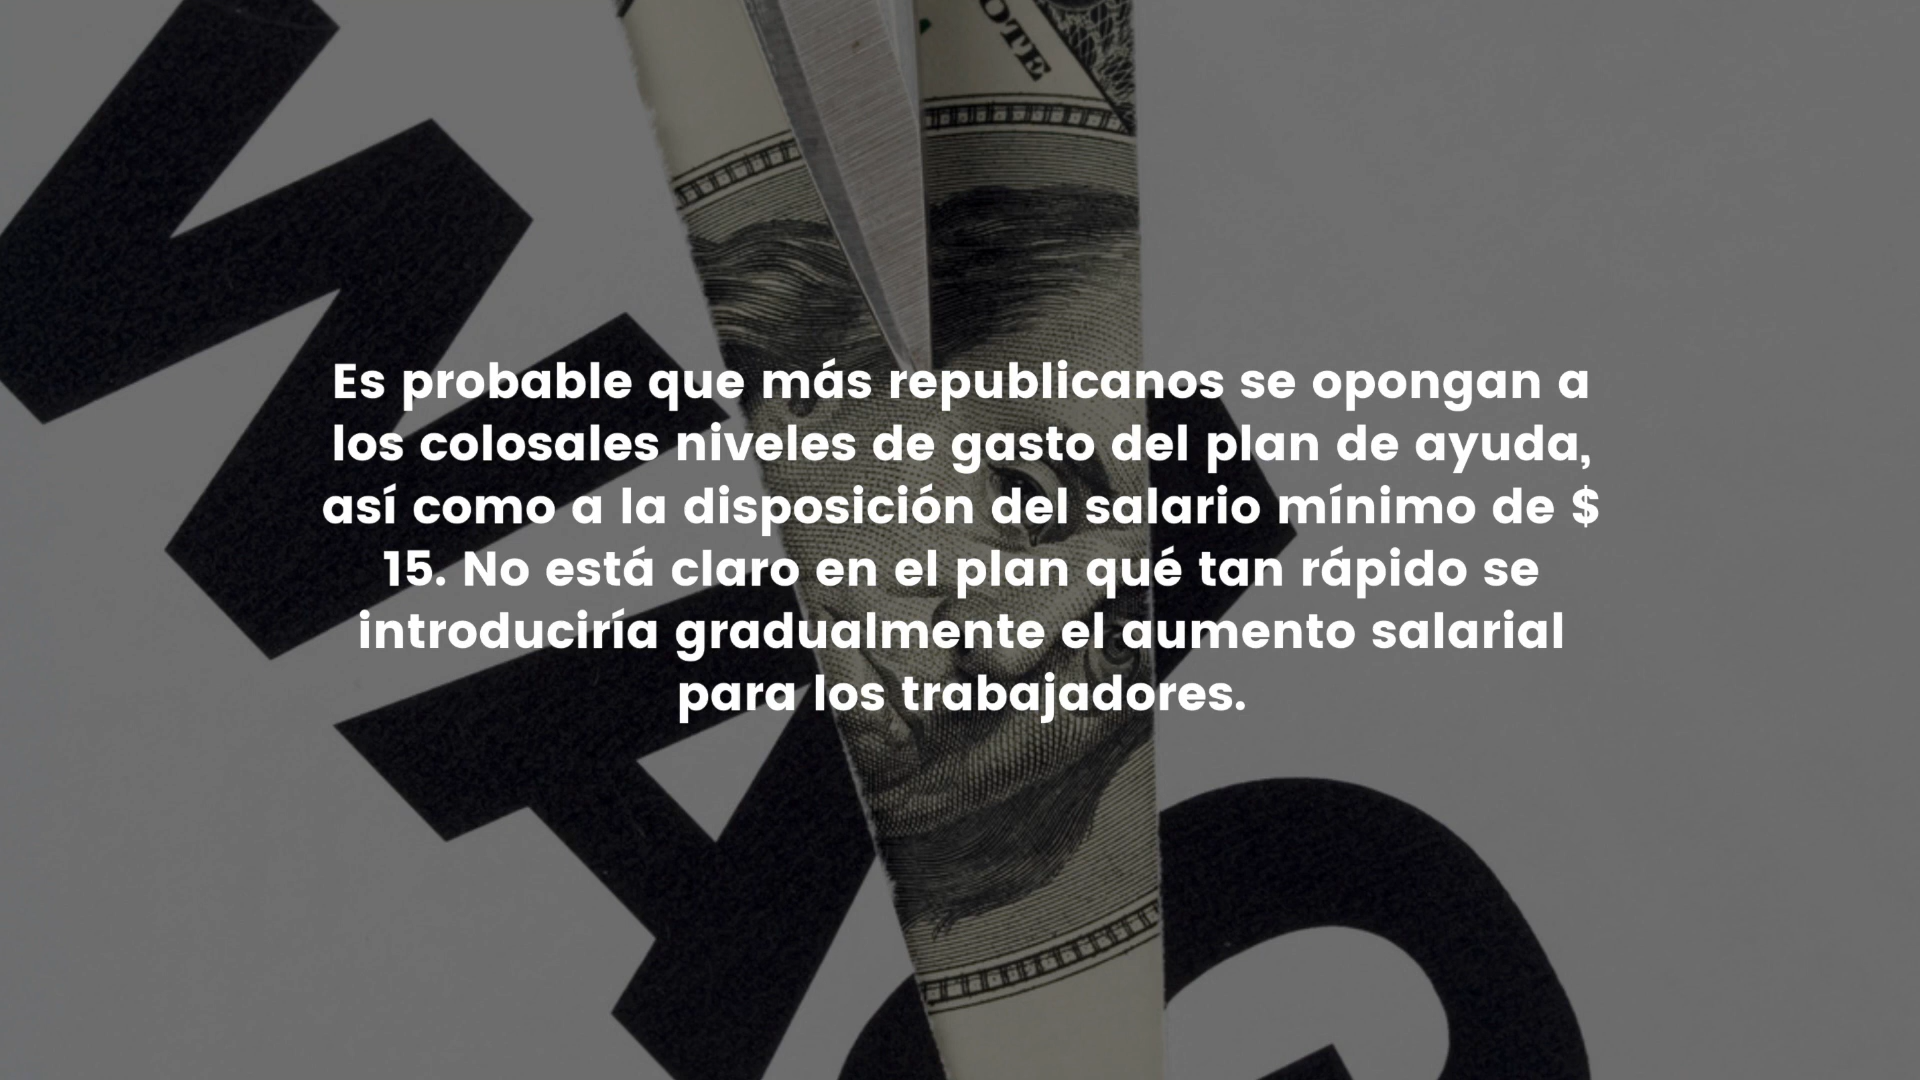 OTE
Es probable que más republicanos se opongan a
los colosales niveles de gasto del plan de ayuda,
así como a la disposición del salario mínimo de $
15. No está claro en el plan qué tan rápido se
introduciría gradualmente el aumento salarial
para los trabajadores.
WAG